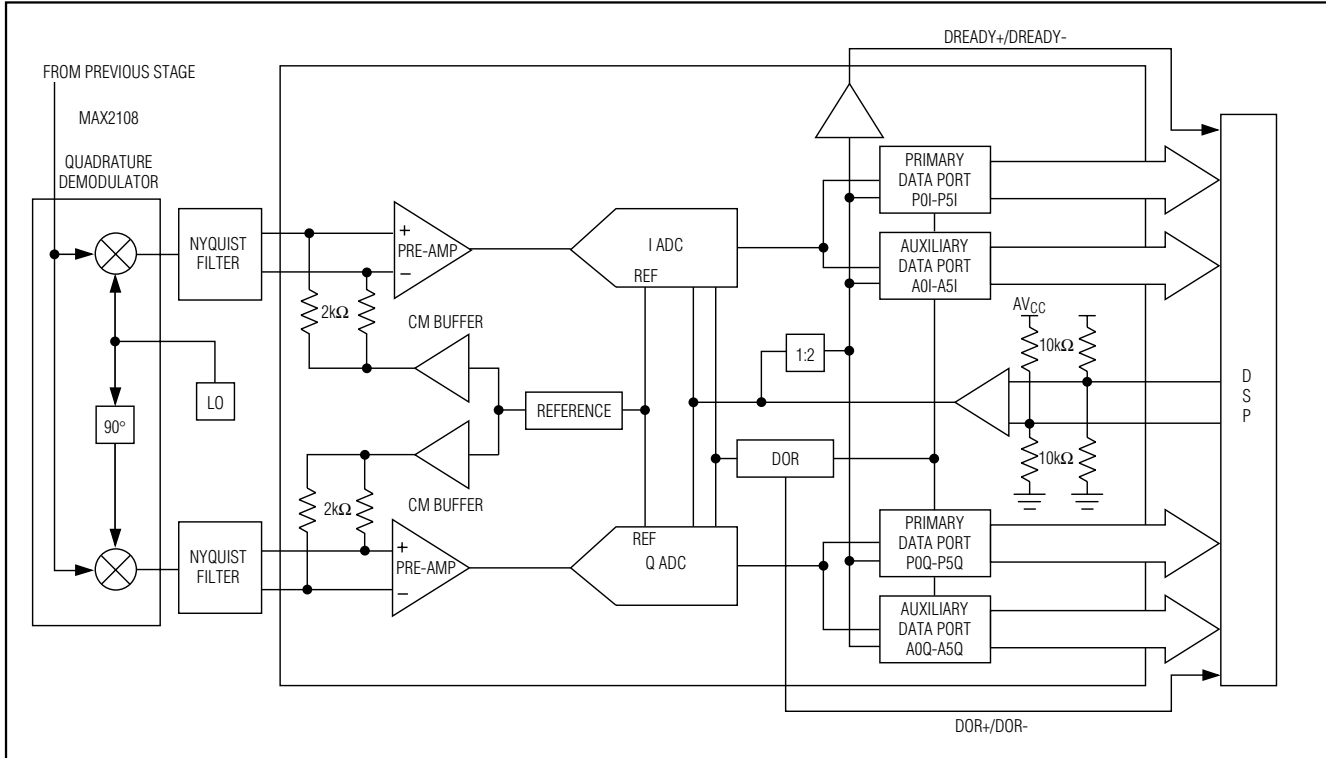 DREADY+/DREADY-
FROM PREVIOUS STAGE
MAX2108
QUADRATURE
DEMODULATOR
NYQUIST
FILTER
+
PRE-AMP
−
I ADC
REF
PRIMARY
DATA PORT
P0I-P5I
AUXILIARY
DATA PORT
A0I-A5I
2kΩ
CM BUFFER
AVCC
10kΩ
1:2
LO
90°
REFERENCE
D
S
P
DOR
10kΩ
2kΩ
CM BUFFER
NYQUIST
FILTER
+
PRE-AMP
−
REF
Q ADC
PRIMARY
DATA PORT
P0Q-P5Q
AUXILIARY
DATA PORT
A0Q-A5Q
DOR+/DOR-